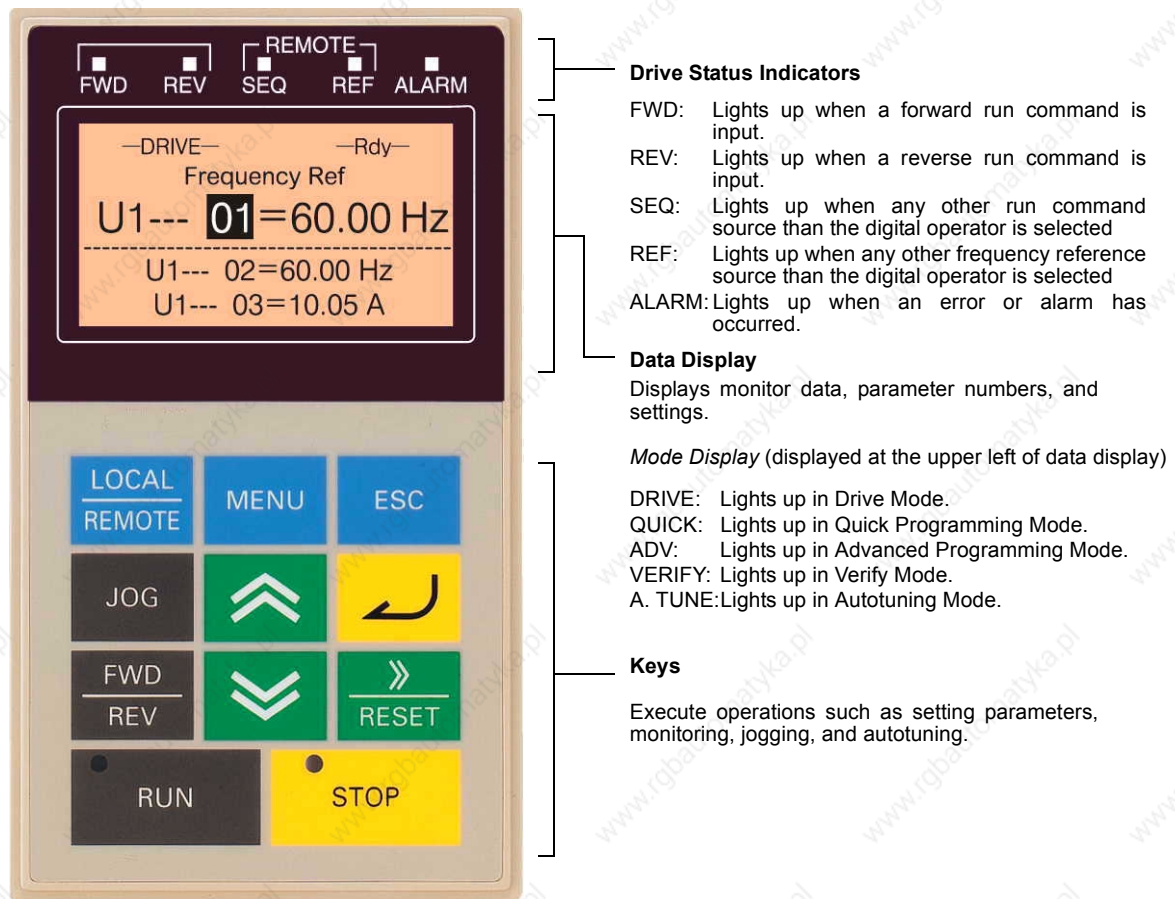 REMOTE
FWD REV SEQ REF ALARM
—DRIVE— —Rdy—
Frequency Ref
U1--- 01=60.00 Hz
U1--- 02=60.00 Hz
U1--- 03=10.05 A
LOCAL
REMOTE
MENU
ESC
JOG
FWD
REV
RESET
RUN
STOP
Drive Status Indicators
FWD: Lights up when a forward run command is
input.
REV: Lights up when a reverse run command is
input.
SEQ: Lights up when any other run command
source than the digital operator is selected
REF: Lights up when any other frequency reference
source than the digital operator is selected
ALARM: Lights up when an error or alarm has
occurred.
Data Display
Displays monitor data, parameter numbers, and
settings.
Mode Display (displayed at the upper left of data display)
DRIVE: Lights up in Drive Mode.
QUICK: Lights up in Quick Programming Mode.
ADV: Lights up in Advanced Programming Mode.
VERIFY: Lights up in Verify Mode.
A. TUNE:Lights up in Autotuning Mode.
Keys
Execute operations such as setting parameters,
monitoring, jogging, and autotuning.
www.rgbautomatyka.pl